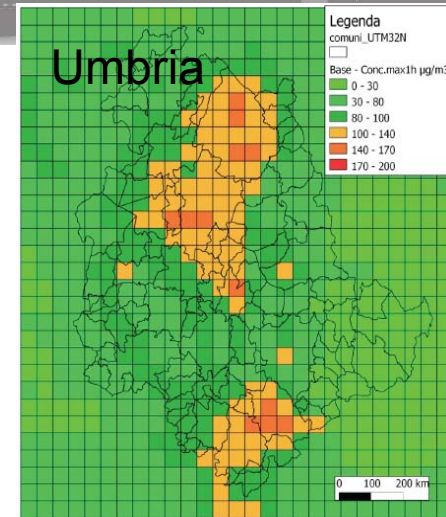 Umbria
Legenda
comuni_UTM32N
Base - Conc.max1h µg/m3
0 - 30
30 - 80
80 - 100
100 - 140
140 - 170
170 - 200
0 100 200 km